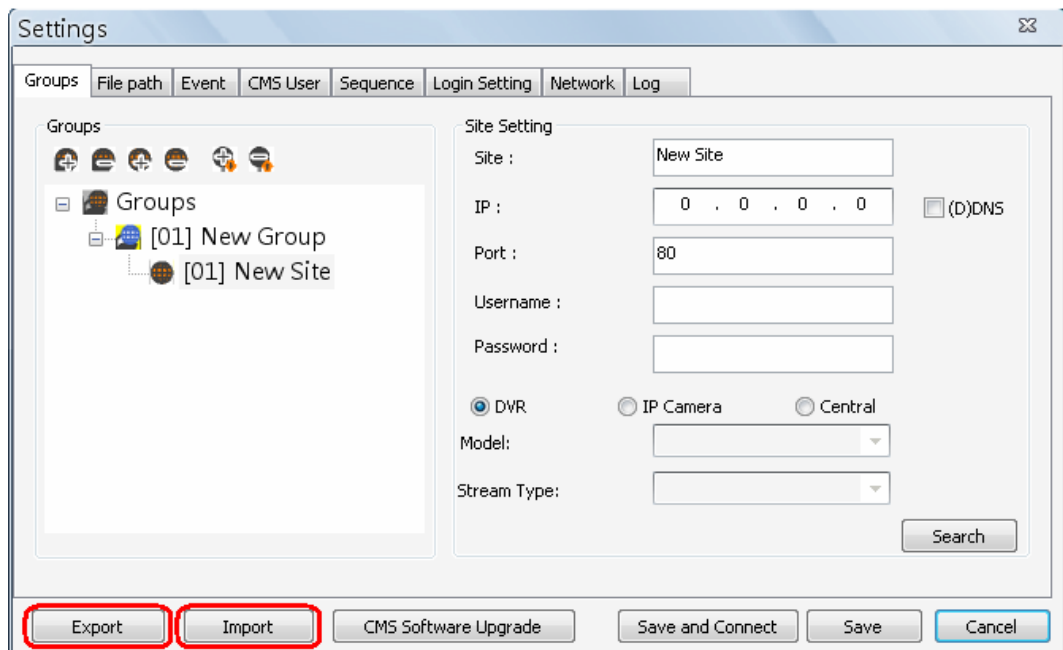 Settings
Groups File path Event CMS User Sequence Login Setting Network Log
Groups
Groups
[01] New Group
[01] New Site
Site Setting
Site : New Site
IP : 0 . 0 . 0 . 0 (D)DNS
Port : 80
Username :
Password :
DVR IP Camera Central
Model:
Stream Type:
Search
Export Import CMS Software Upgrade Save and Connect Save Cancel